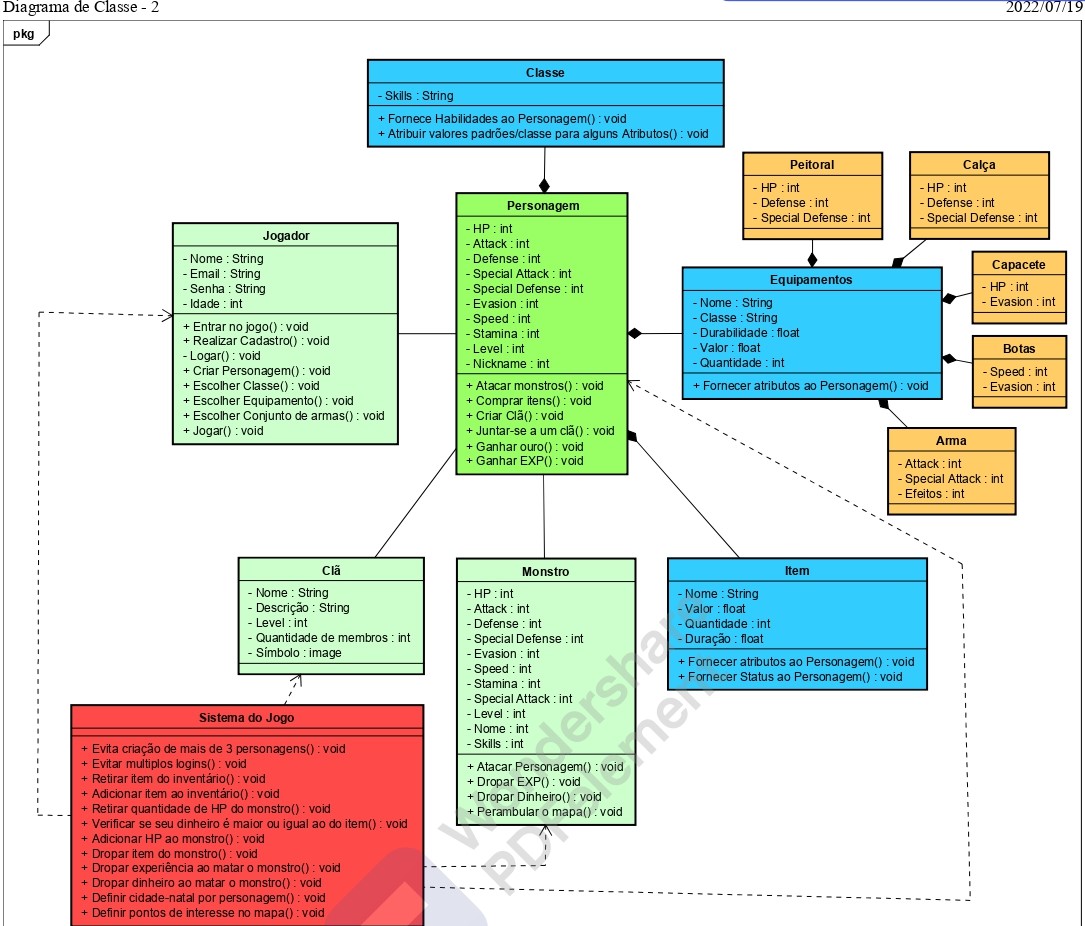 Diagrama de Classe - 2
2022/07/19
pkg
Classe
- Skills : String
+ Fornece Habilidades ao Personagem() : void
+ Atribuir valores padrões/classe para alguns Atributos() : void
Peitoral
- HP : int
- Defense : int
- Special Defense : int
Calça
- HP : int
- Defense : int
- Special Defense : int
Jogador
- Nome : String
- Email : String
- Senha : String
- Idade : int
+ Entrar no jogo() : void
+ Realizar Cadastro() : void
- Logar() : void
+ Criar Personagem() : void
+ Escolher Classe() : void
+ Escolher Equipamento() : void
+ Escolher Conjunto de armas() : void
+ Jogar() : void
Personagem
- HP : int
- Attack : int
- Defense : int
- Special Attack : int
- Special Defense : int
- Evasion : int
- Speed : int
- Stamina : int
- Level : int
- Nickname : int
+ Atacar monstros() : void
+ Comprar itens() : void
+ Criar Clã() : void
+ Juntar-se a um clã() : void
+ Ganhar ouro() : void
+ Ganhar EXP() : void
Equipamentos
- Nome : String
- Classe : String
- Durabilidade : float
- Valor : float
- Quantidade : int
+ Fornecer atributos ao Personagem() : void
Capacete
- HP : int
- Evasion : int
Botas
- Speed : int
- Evasion : int
Arma
- Attack : int
- Special Attack : int
- Efeitos : int
Clã
- Nome : String
- Descrição : String
- Level : int
- Quantidade de membros : int
- Símbolo : image
Monstro
- HP : int
- Attack : int
- Defense : int
- Special Defense : int
- Evasion : int
- Speed : int
- Stamina : int
- Special Attack : int
- Level : int
- Nome : int
- Skills : int
+ Atacar Personagem() : void
+ Dropar EXP() : void
+ Dropar Dinheiro() : void
+ Perambular o mapa() : void
Item
- Nome : String
- Valor : float
- Quantidade : int
- Duração : float
+ Fornecer atributos ao Personagem() : void
+ Fornecer Status ao Personagem() : void
Sistema do Jogo
+ Evita criação de mais de 3 personagens() : void
+ Evitar multiplos logins() : void
+ Retirar item do inventário() : void
+ Adicionar item ao inventário() : void
+ Retirar quantidade de HP do monstro() : void
+ Verificar se seu dinheiro é maior ou igual ao do item() : void
+ Adicionar HP ao monstro() : void
+ Dropar item do monstro() : void
+ Dropar experiência ao matar o monstro() : void
+ Dropar dinheiro ao matar o monstro() : void
+ Definir cidade-natal por personagem() : void
+ Definir pontos de interesse no mapa() : void
Wondershare
PDFelement